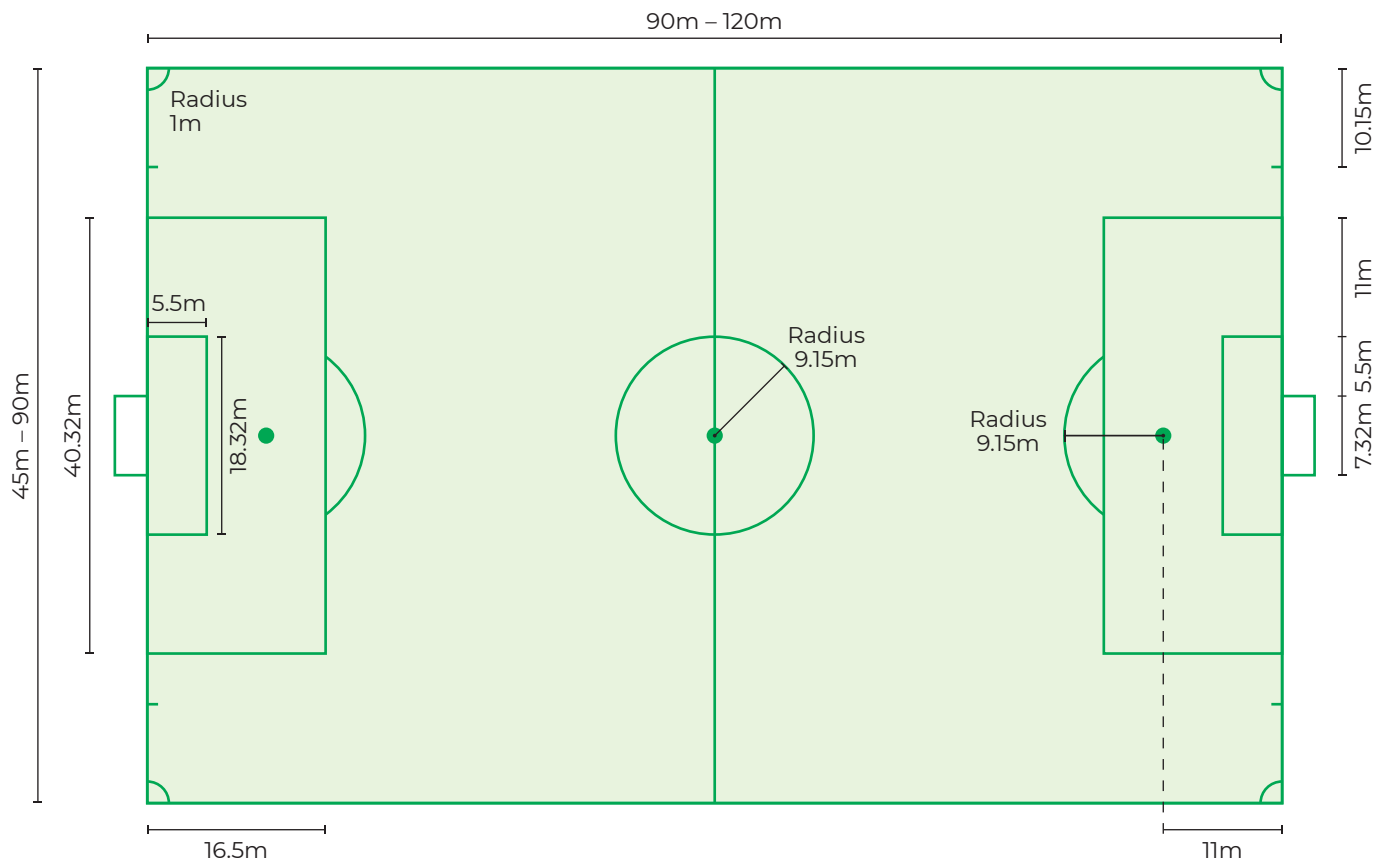 90m – 120m
Radius
1m
10.15m
11m
5.5m
7.32m
5.5m
18.32m
40.32m
45m – 90m
Radius
9.15m
Radius
9.15m
16.5m
11m